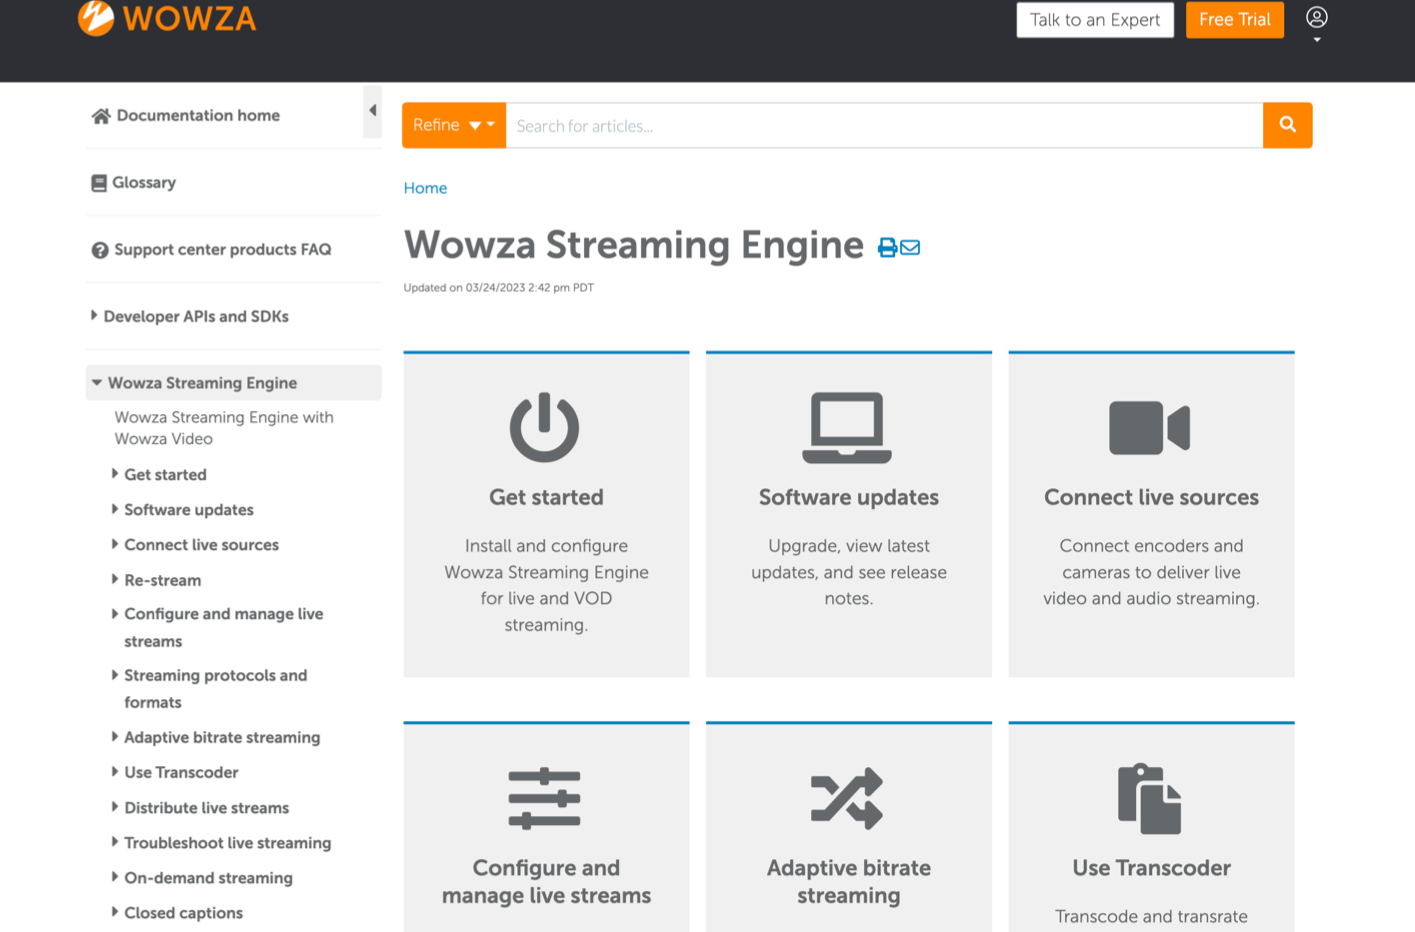 WOWZA
Talk to an Expert
Free Trial
Documentation home
Glossary
Support center products FAQ
Developer APIs and SDKs
Wowza Streaming Engine
Wowza Streaming Engine with
Wowza Video
Get started
Software updates
Connect live sources
Re-stream
Configure and manage live
streams
Streaming protocols and
formats
Adaptive bitrate streaming
Use Transcoder
Distribute live streams
Troubleshoot live streaming
On-demand streaming
Closed captions
Refine
Search for articles...
Home
Wowza Streaming Engine
Updated on 03/24/2023 2:42 pm PDT
Get started
Install and configure
Wowza Streaming Engine
for live and VOD
streaming.
Software updates
Upgrade, view latest
updates, and see release
notes.
Connect live sources
Connect encoders and
cameras to deliver live
video and audio streaming.
Configure and
manage live streams
Adaptive bitrate
streaming
Use Transcoder
Transcode and transrate